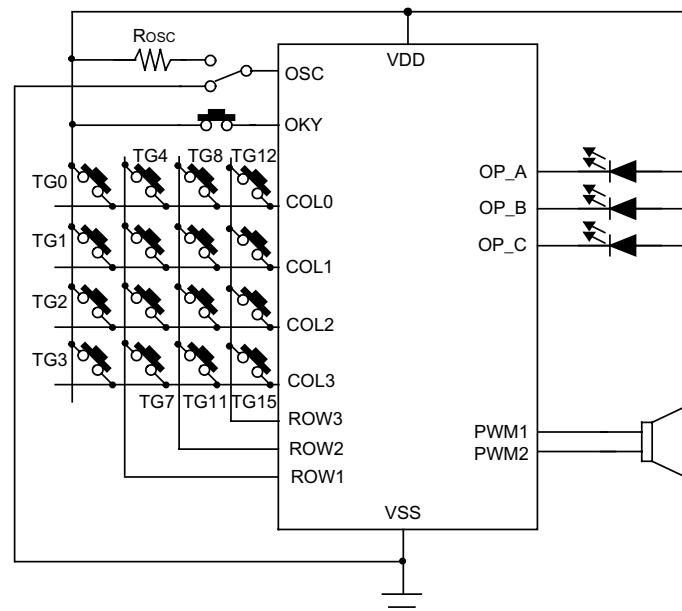 ROSC
VDD
OSC
OKY
TG4 TG8 TG12
TG0
COL0
OP_A
OP_B
TG1
COL1
OP_C
TG2
COL2
TG3
COL3
TG7 TG11 TG15
ROW3
ROW2
ROW1
PWM1
PWM2
VSS